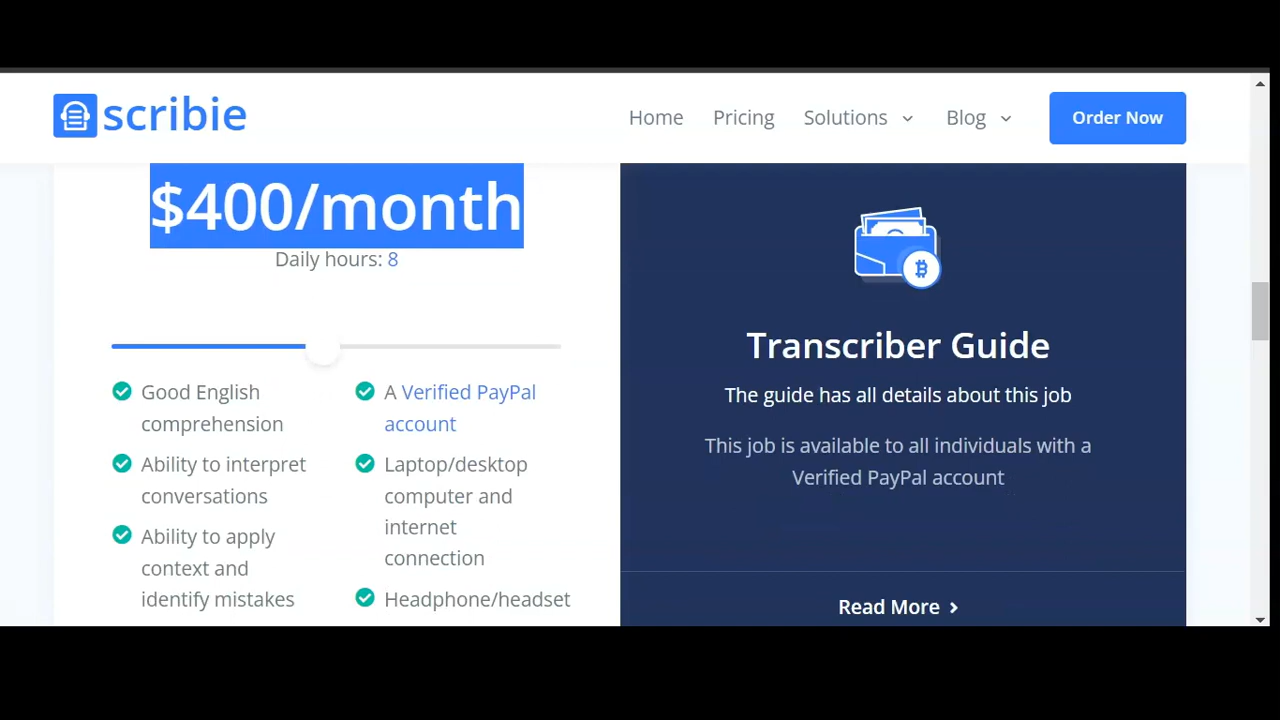 scribie
Home Pricing Solutions Blog Order Now
$400/month
Daily hours: 8
Good English
comprehension
Ability to interpret
conversations
Ability to apply
context and
identify mistakes
A Verified PayPal
account
Laptop/desktop
computer and
internet
connection
Headphone/headset
Transcriber Guide
The guide has all details about this job
This job is available to all individuals with a
Verified PayPal account
Read More